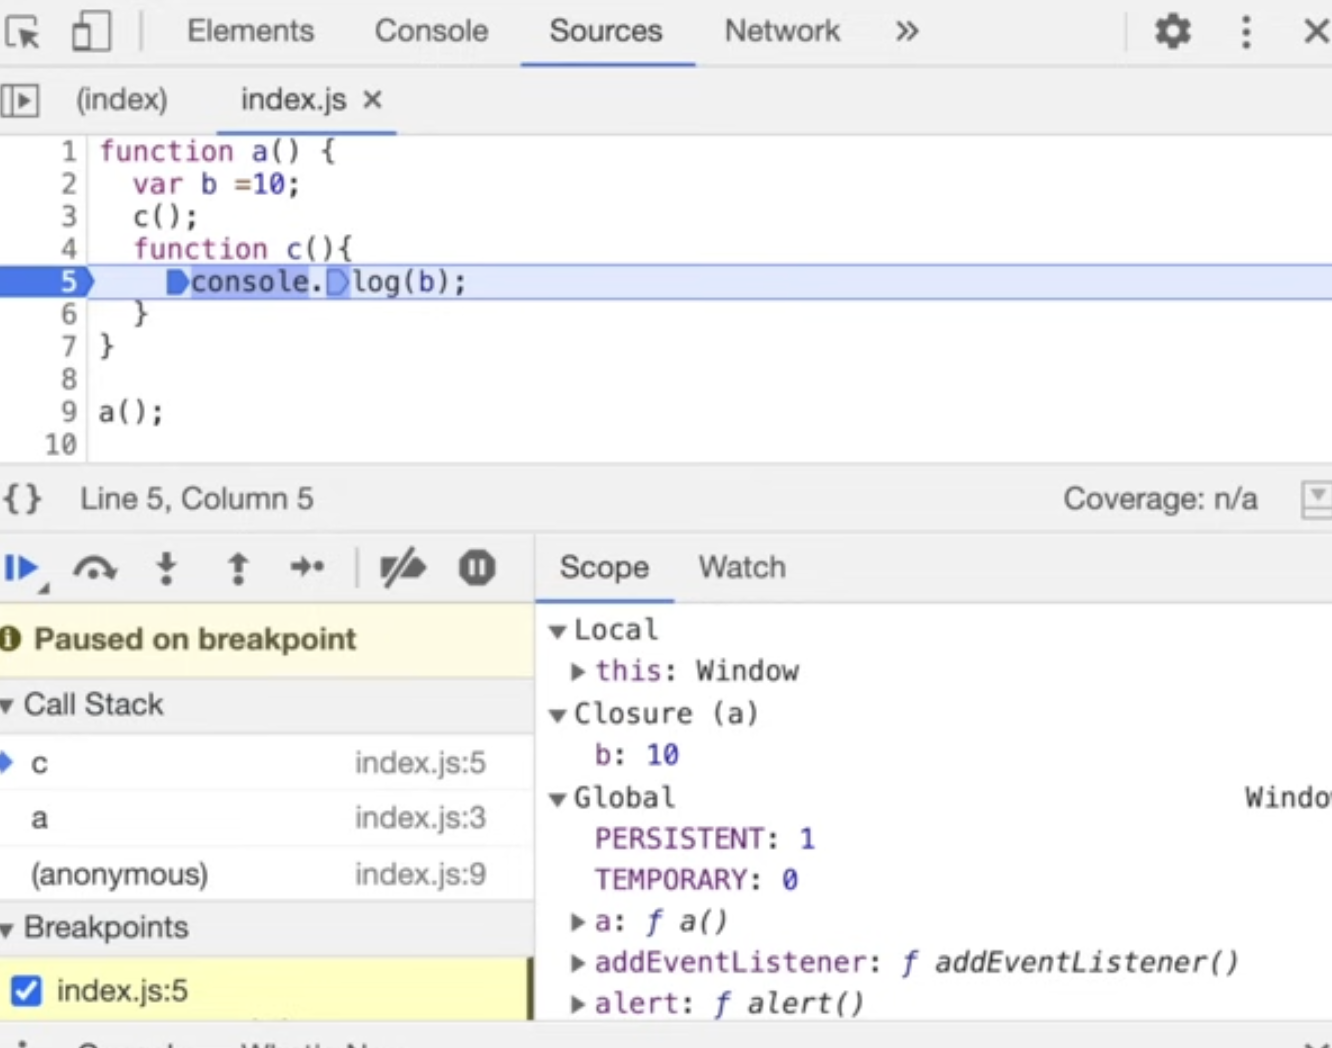 Elements Console Sources Network »
(index) index.js ×
1 function a() {
2 var b =10;
3 c();
4 function c(){
5 console.log(b);
6 }
7 }
8
9 a();
10
{} Line 5, Column 5 Coverage: n/a
Scope Watch
Paused on breakpoint
Call Stack
c index.js:5
a index.js:3
(anonymous) index.js:9
Breakpoints
index.js:5
Local
this: Window
Closure (a)
b: 10
Global Windo
PERSISTENT: 1
TEMPORARY: 0
a: ƒ a()
addEventListener: ƒ addEventListener()
alert: ƒ alert()